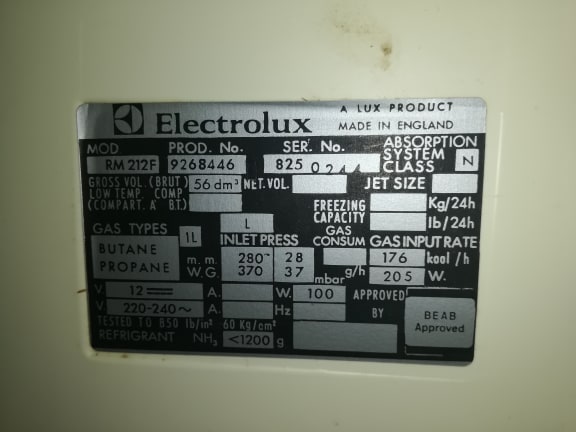 Electrolux
A LUX PRODUCT
MADE IN ENGLAND
MOD. PROD. No. SER. No. ABSORPTION SYSTEM CLASS N
RM 212F 9268446 825 0244
GROSS VOL. (BRUT) 56 dm³ NET. VOL. JET SIZE
LOW TEMP COMP (COMPART. A BT.)
FREEZING CAPACITY Kg/24h
lb/24h
GAS TYPES 1L L GAS CONSUM GAS INPUT RATE
BUTANE INLET PRESS
PROPANE m.m. W.G. 280- 370 28 37 mbar g/h 176 kcal/h
205 W.
V 12 ⎓ A. W. 100 APPROVED BY BEAB Approved
V 220-240 ~ A. Hz
TESTED TO 850 lb/in² 60 Kg/cm²
REFRIGRANT NH₃ <1200 g